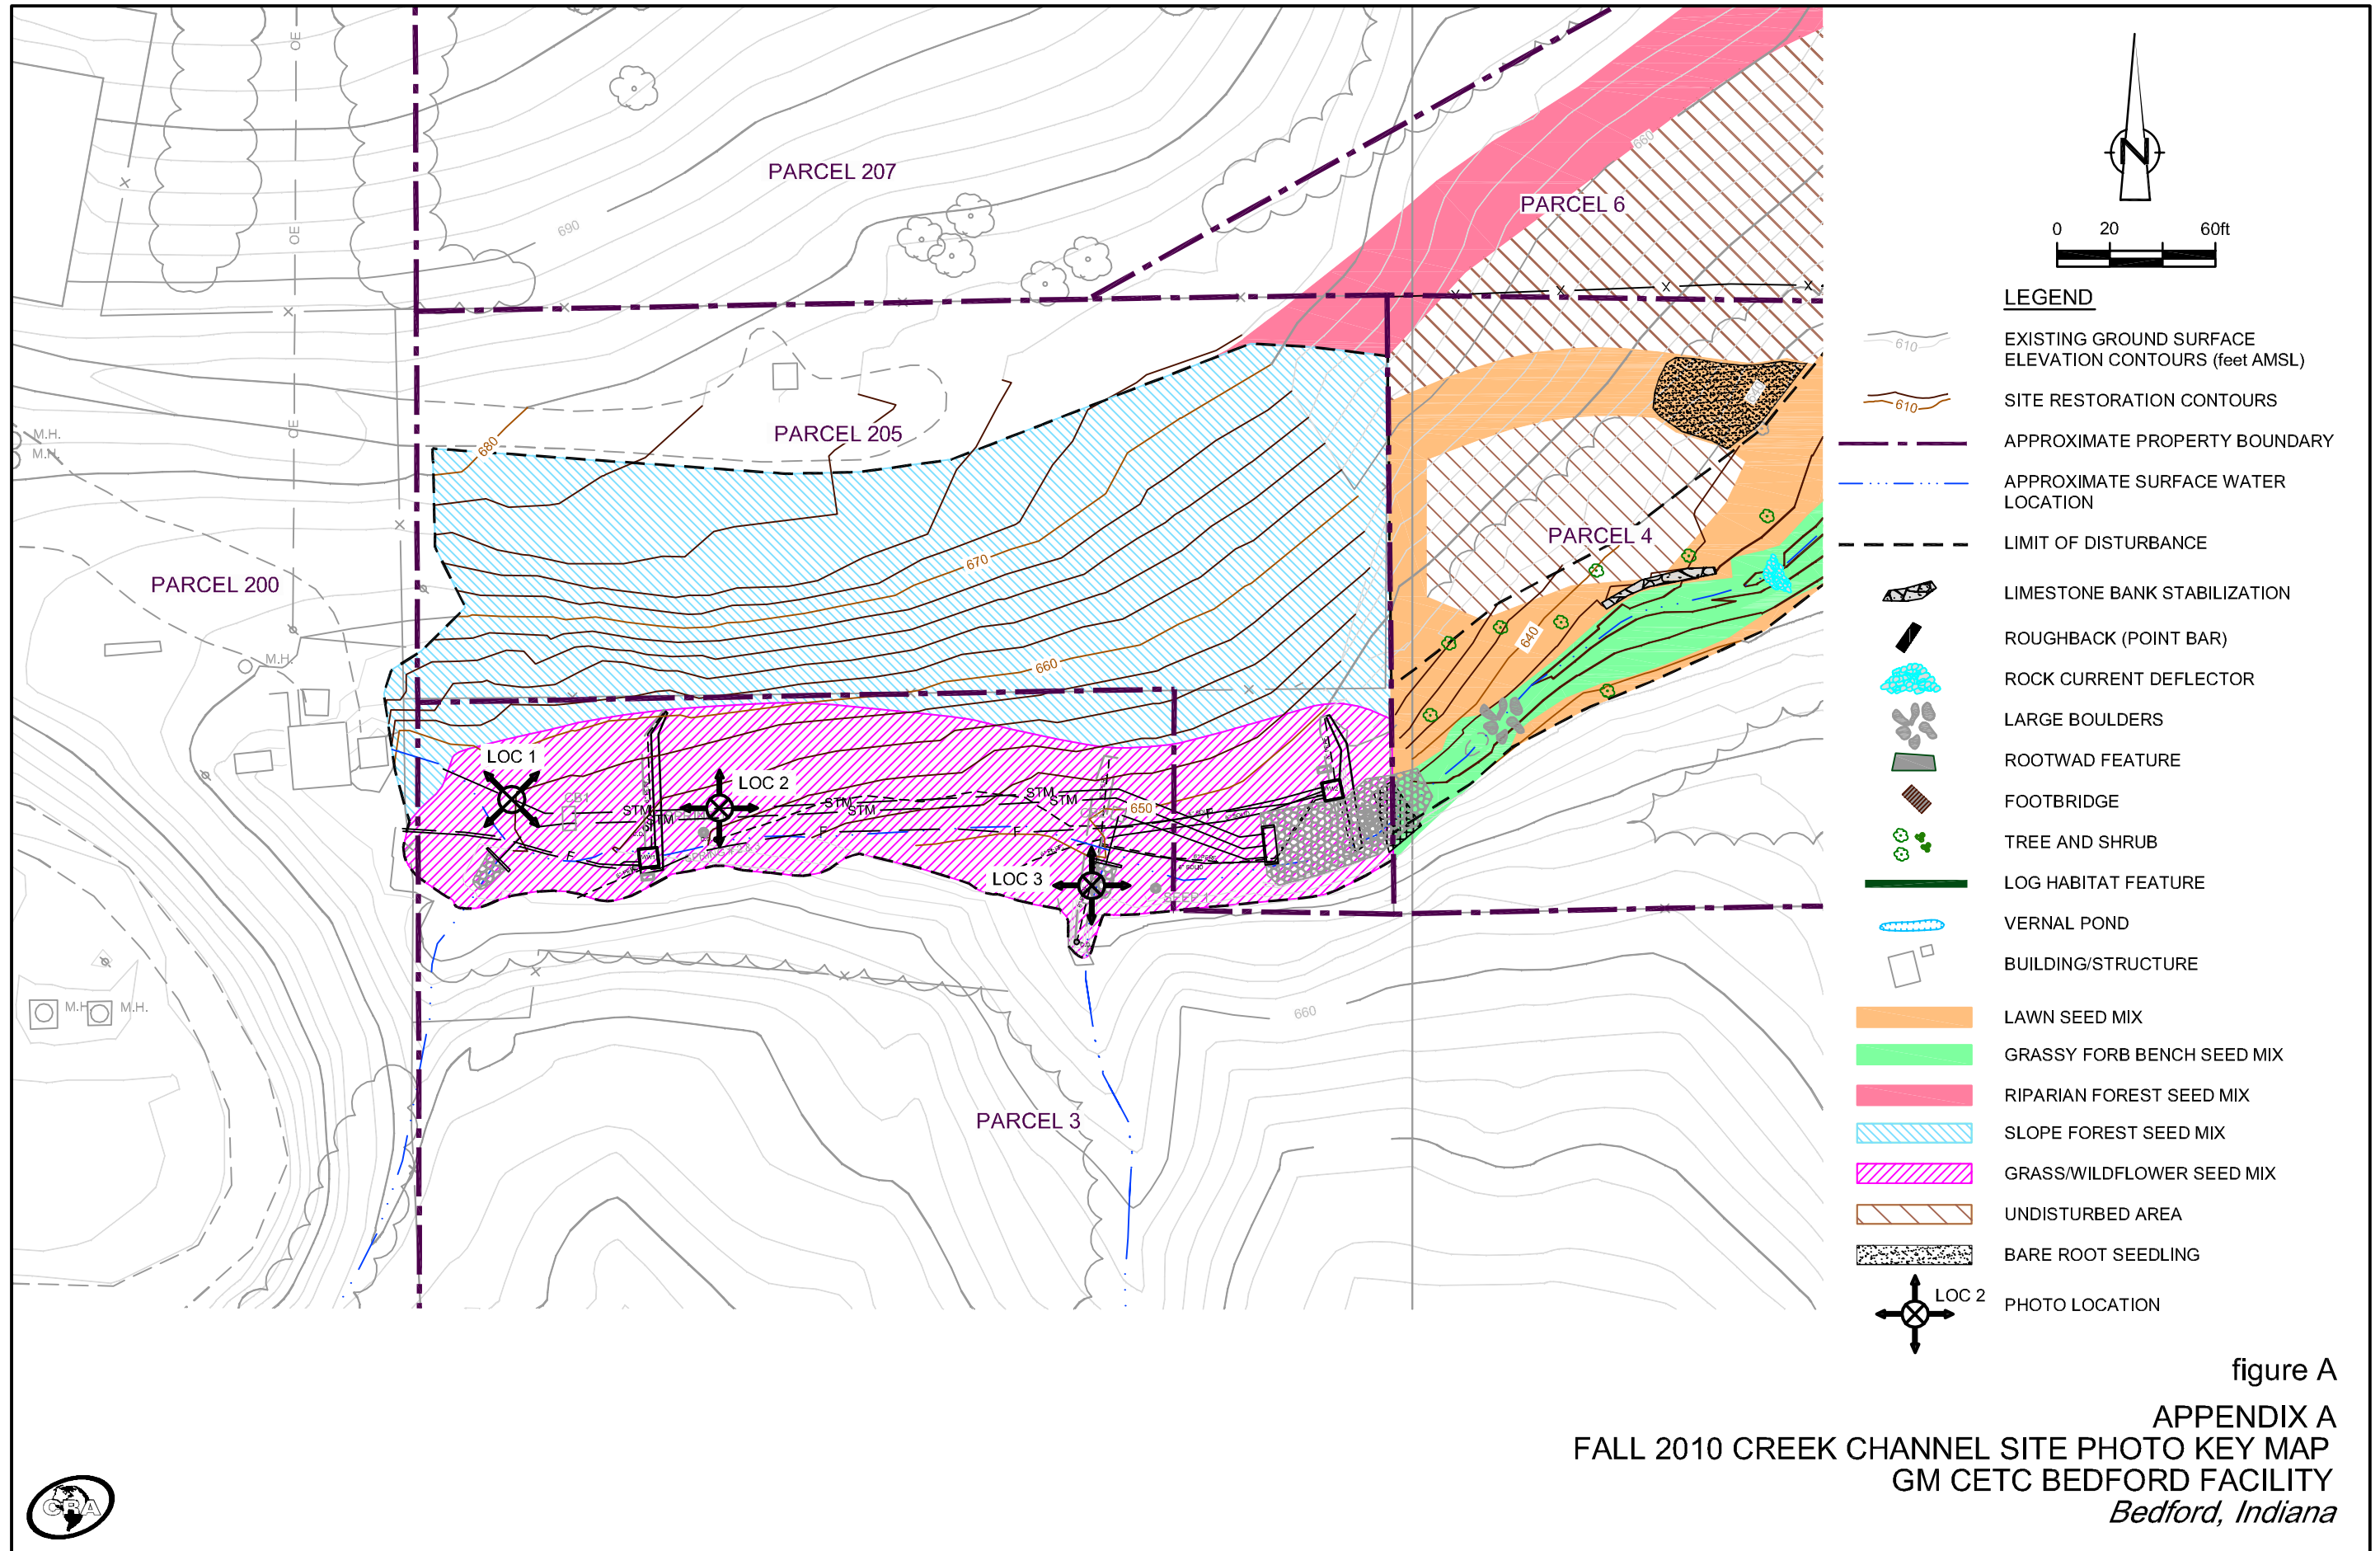 OE
PARCEL 207
690
OE
PARCEL 6
660
OE
M.H.
M.H.
680
PARCEL 205
670
PARCEL 4
PARCEL 200
M.H.
660
640
LOC 1
LOC 2
STM
STM
STM
STM
STM
STM
650
F
F
F
F
LOC 3
M.H.
M.H.
660
PARCEL 3
N
0 20 60ft
LEGEND
610
EXISTING GROUND SURFACE
ELEVATION CONTOURS (feet AMSL)
610
SITE RESTORATION CONTOURS
APPROXIMATE PROPERTY BOUNDARY
APPROXIMATE SURFACE WATER
LOCATION
LIMIT OF DISTURBANCE
LIMESTONE BANK STABILIZATION
ROUGHBACK (POINT BAR)
ROCK CURRENT DEFLECTOR
LARGE BOULDERS
ROOTWAD FEATURE
FOOTBRIDGE
TREE AND SHRUB
LOG HABITAT FEATURE
VERNAL POND
BUILDING/STRUCTURE
LAWN SEED MIX
GRASSY FORB BENCH SEED MIX
RIPARIAN FOREST SEED MIX
SLOPE FOREST SEED MIX
GRASS/WILDFLOWER SEED MIX
UNDISTURBED AREA
BARE ROOT SEEDLING
LOC 2
PHOTO LOCATION
figure A
APPENDIX A
FALL 2010 CREEK CHANNEL SITE PHOTO KEY MAP
GM CETC BEDFORD FACILITY
Bedford, Indiana
CRA